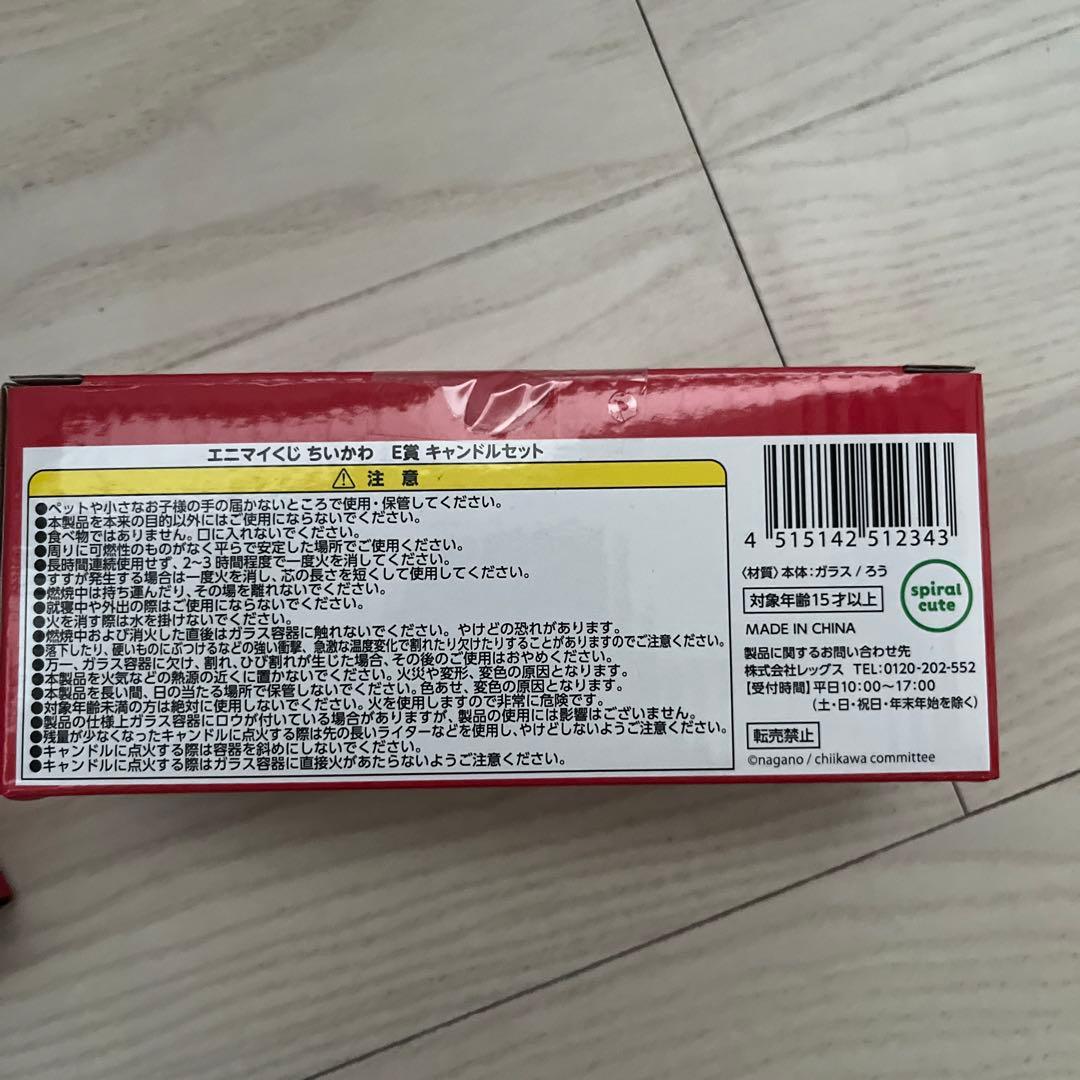 エニマイくじ ちいかわ　E賞 キャンドルセット
注意
●ペットや小さなお子様の手の届かないところで使用・保管してください。
●本製品を本来の目的以外にはご使用にならないでください。
●食べ物ではありません。口に入れないでください。
●周りに可燃性のものがなく平らで安定した場所でご使用ください。
●長時間連続使用せず、2~3時間程度で一度火を消してください。
●すすが発生する場合は一度火を消し、芯の長さを短くして使用してください。
●燃焼中は持ち運んだり、その場を離れないでください。
●就寝中や外出の際はご使用にならないでください。
●火を消す際は水を掛けないでください。
●燃焼中および消火した直後はガラス容器に触れないでください。やけどの恐れがあります。
●落下したり、硬いものにぶつけるなどの強い衝撃、急激な温度変化で割れたり欠けたりすることがありますのでご注意ください。
●万一、ガラス容器に欠け、割れ、ひび割れが生じた場合、その後のご使用はおやめください。
●本製品を火気などの熱源の近くに置かないでください。火災や変形、変色の原因となります。
●本製品を長い間、日の当たる場所で保管しないでください。色あせ、変色の原因となります。
●対象年齢未満の方は絶対に使用しないでください。火を使用しますので非常に危険です。
●製品の仕様上ガラス容器にロウが付いている場合がありますが、製品の使用には影響はございません。
●残量が少なくなったキャンドルに点火する際は先の長いライターなどを使用し、やけどしないようご注意ください。
●キャンドルに点火する際は容器を斜めにしないでください。
●キャンドルに点火する際はガラス容器に直接火があたらないようご注意ください。
4 515142 512343
〈材質〉本体：ガラス / ろう
対象年齢15才以上
MADE IN CHINA
spiral
cute
製品に関するお問い合わせ先
株式会社レッグス TEL:0120-202-552
【受付時間】平日10:00~17:00
(土・日・祝日・年末年始を除く)
転売禁止
©nagano / chiikawa committee